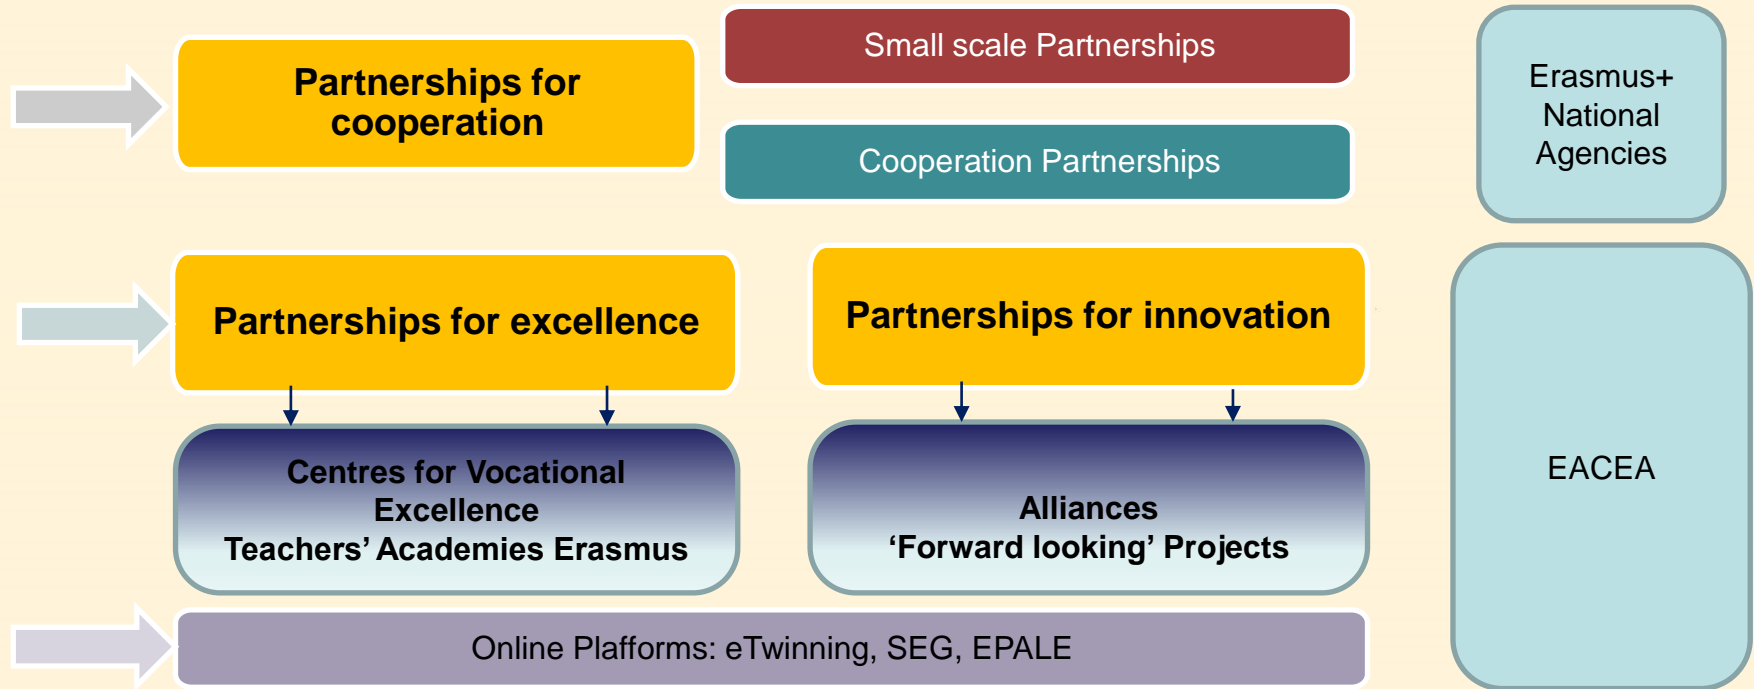 Small scale Partnerships
Partnerships for
cooperation
Cooperation Partnerships
Erasmus+
National
Agencies
Partnerships for excellence
Partnerships for innovation
Centres for Vocational
Excellence
Teachers' Academies Erasmus
Alliances
‘Forward looking’ Projects
EACEA
Online Plafforms: eTwinning, SEG, EPALE